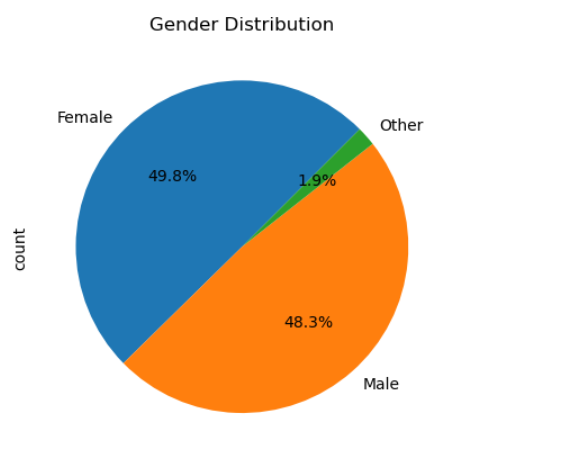 Gender Distribution
Female
Other
49.8%
1.9%
count
48.3%
Male